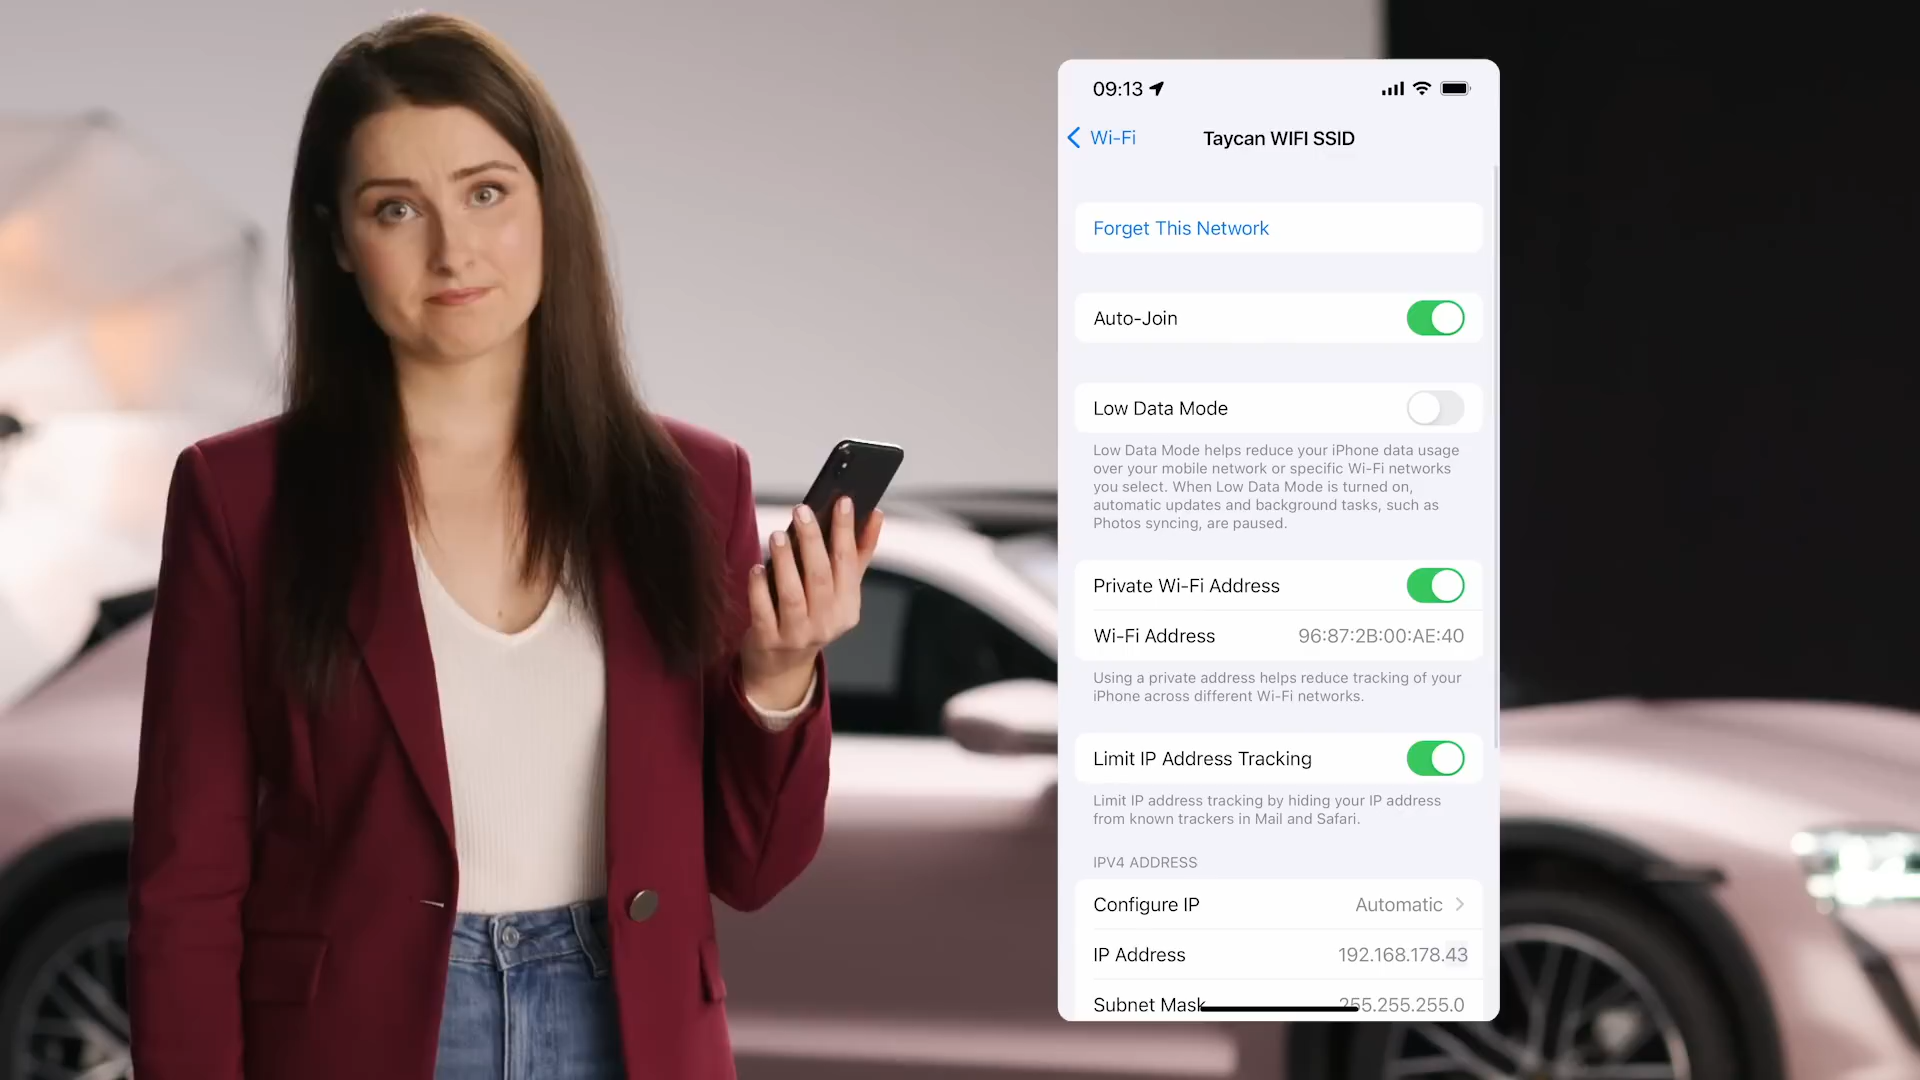 09:13
Wi-Fi
Taycan WIFI SSID
Forget This Network
Auto-Join
Low Data Mode
Low Data Mode helps reduce your iPhone data usage
over your mobile network or specific Wi-Fi networks
you select. When Low Data Mode is turned on,
automatic updates and background tasks, such as
Photos syncing, are paused.
Private Wi-Fi Address
Wi-Fi Address 96:87:2B:00:AE:40
Using a private address helps reduce tracking of your
iPhone across different Wi-Fi networks.
Limit IP Address Tracking
Limit IP address tracking by hiding your IP address
from known trackers in Mail and Safari.
IPV4 ADDRESS
Configure IP Automatic
IP Address 192.168.178.43
Subnet Mask 255.255.255.0